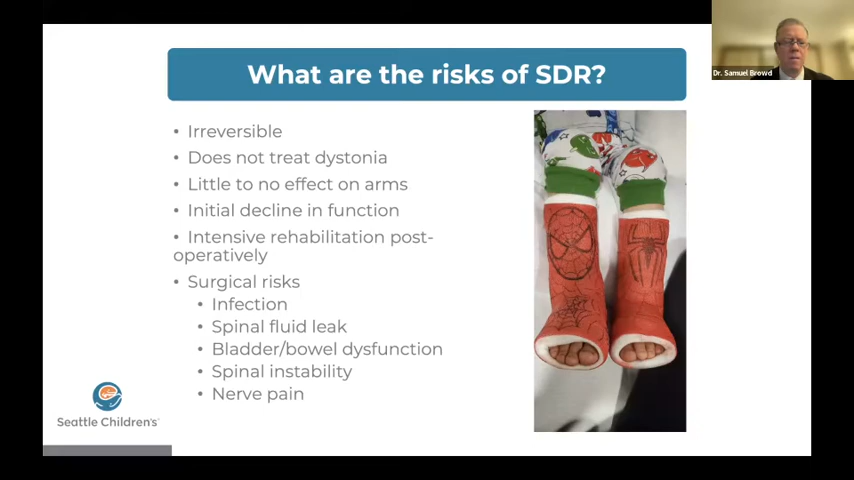 What are the risks of SDR?
Dr. Samuel Browd
• Irreversible
• Does not treat dystonia
• Little to no effect on arms
• Initial decline in function
• Intensive rehabilitation post-
operatively
• Surgical risks
• Infection
• Spinal fluid leak
• Bladder/bowel dysfunction
• Spinal instability
• Nerve pain
Seattle Children's